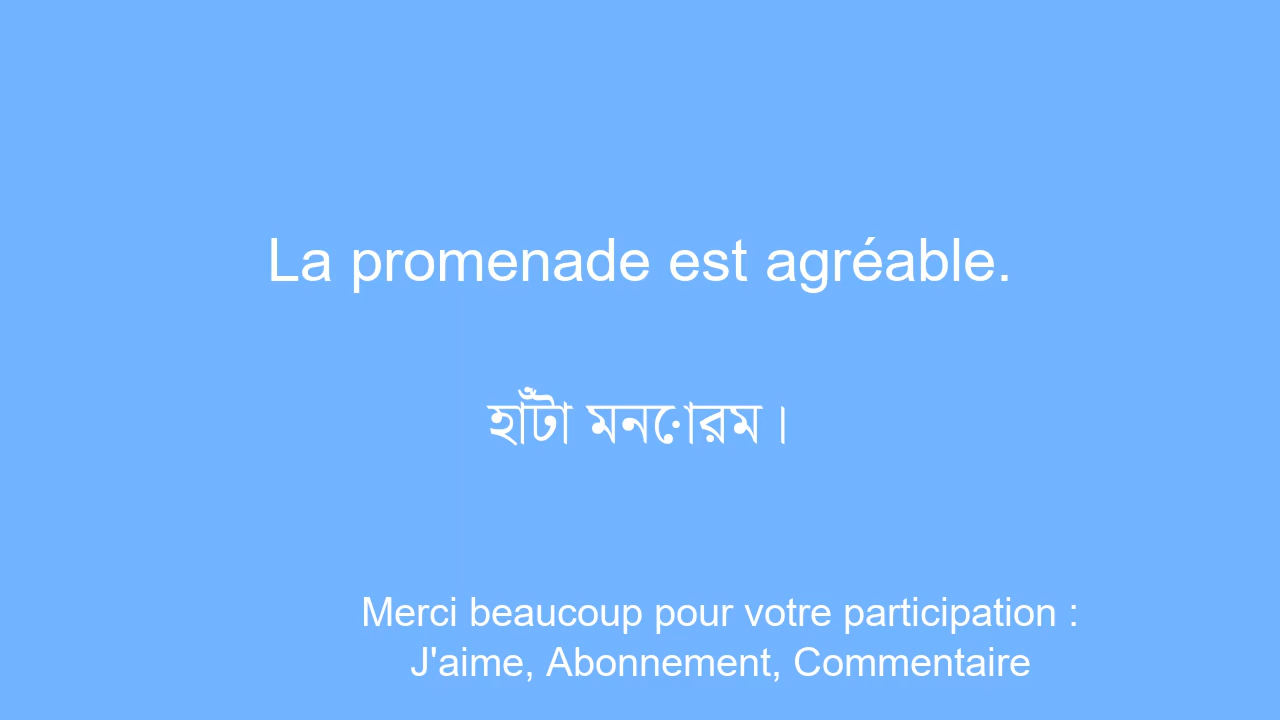 La promenade est agréable.
হাঁটা মনোরম।
Merci beaucoup pour votre participation :
J'aime, Abonnement, Commentaire